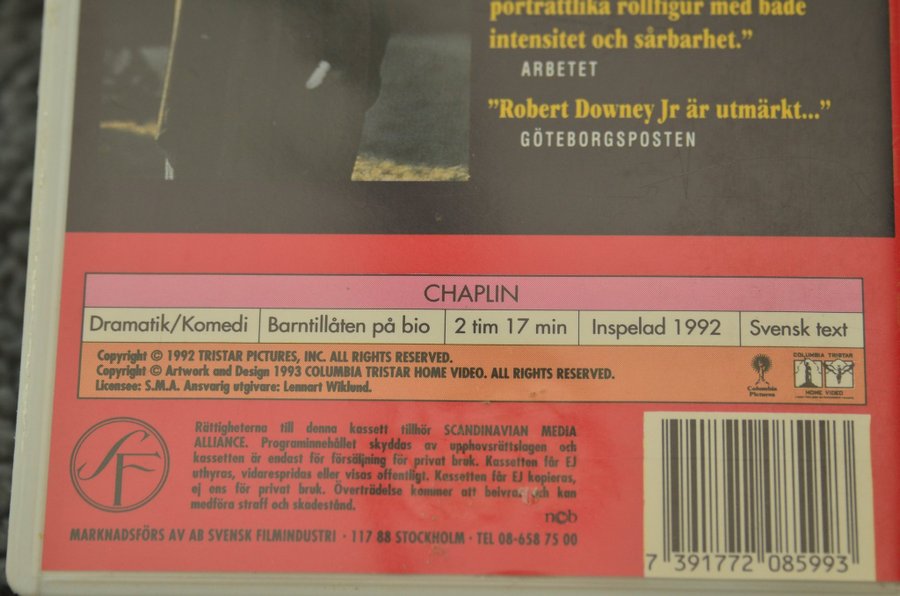 porträttlika rollfigur med både
intensitet och sårbarhet.”
ARBETET
”Robert Downey Jr är utmärkt...”
GÖTEBORGSPOSTEN
CHAPLIN
Dramatik/Komedi Barntillåten på bio 2 tim 17 min Inspelad 1992 Svensk text
Copyright © 1992 TRISTAR PICTURES, INC. ALL RIGHTS RESERVED.
Copyright © Artwork and Design 1993 COLUMBIA TRISTAR HOME VIDEO. ALL RIGHTS RESERVED.
Licensee: S.M.A. Ansvarig utgivare: Lennart Wiklund.
Columbia
Pictures
COLUMBIA TRISTAR
HOME VIDEO
SF
Rättigheterna till denna kassett tillhör SCANDINAVIAN MEDIA
ALLIANCE. Programinnehållet skyddas av upphovsrättslagen och
kassetten är endast för försäljning för privat bruk. Kassetten får EJ
uthyras, vidarespridas eller visas offentligt. Kassetten får EJ kopieras,
ej ens för privat bruk. Överträdelse kommer att beivras och kan
medföra straff och skadestånd.
ncb
MARKNADSFÖRS AV AB SVENSK FILMINDUSTRI · 117 88 STOCKHOLM · TEL 08-658 75 00
7 391772 085993